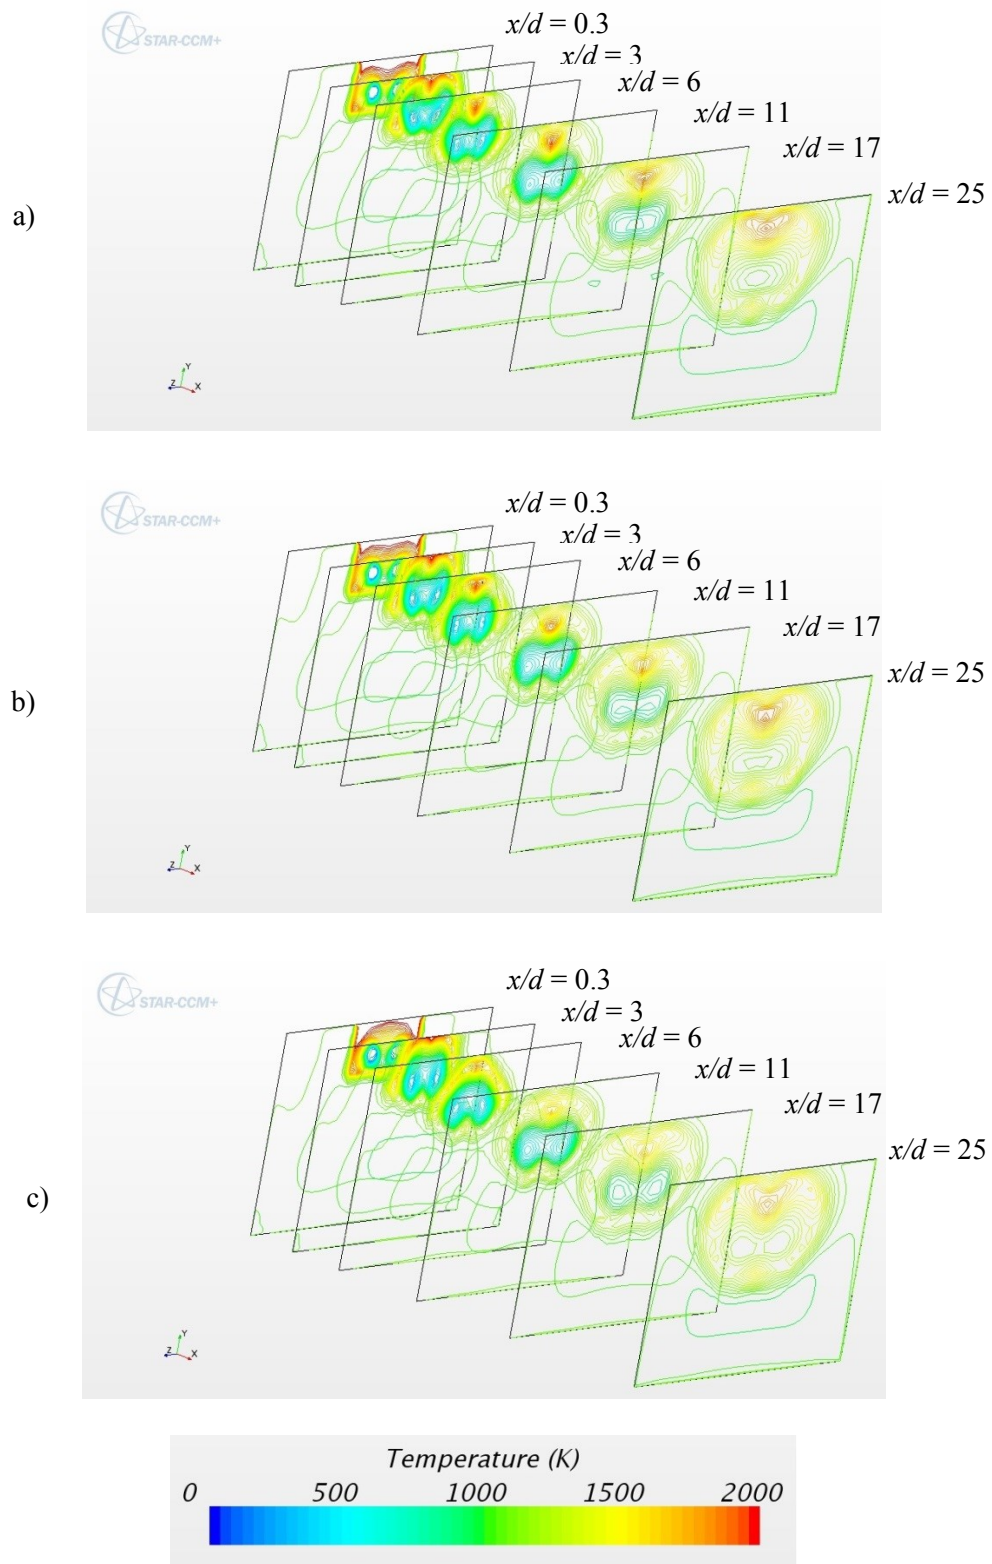 STAR-CCM+
x/d = 0.3
x/d = 3
x/d = 6
x/d = 11
x/d = 17
x/d = 25
a)
Y
Z
X
STAR-CCM+
x/d = 0.3
x/d = 3
x/d = 6
x/d = 11
x/d = 17
x/d = 25
b)
Y
Z
X
STAR-CCM+
x/d = 0.3
x/d = 3
x/d = 6
x/d = 11
x/d = 17
x/d = 25
c)
Y
Z
X
Temperature (K)
0 500 1000 1500 2000